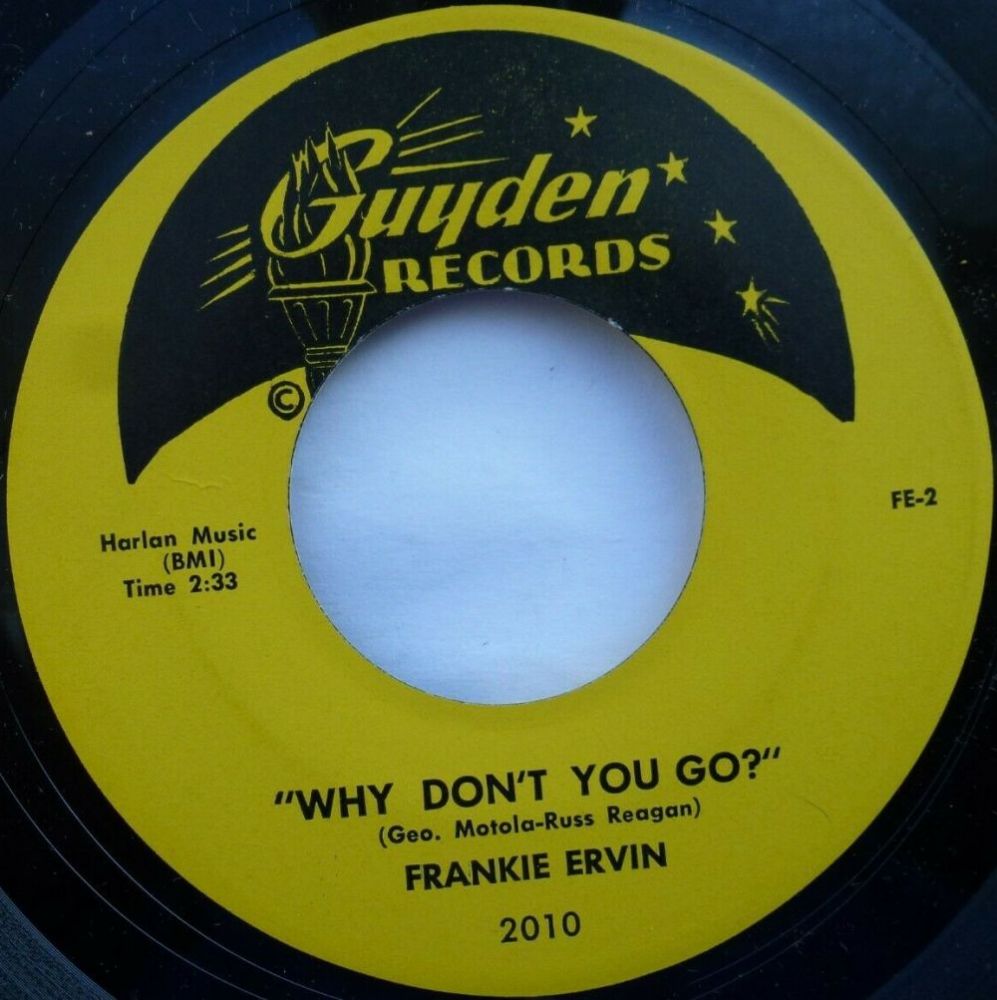 Guyden
RECORDS
©
Harlan Music
(BMI)
Time 2:33
FE-2
"WHY DON'T YOU GO?"
(Geo. Motola-Russ Reagan)
FRANKIE ERVIN
2010